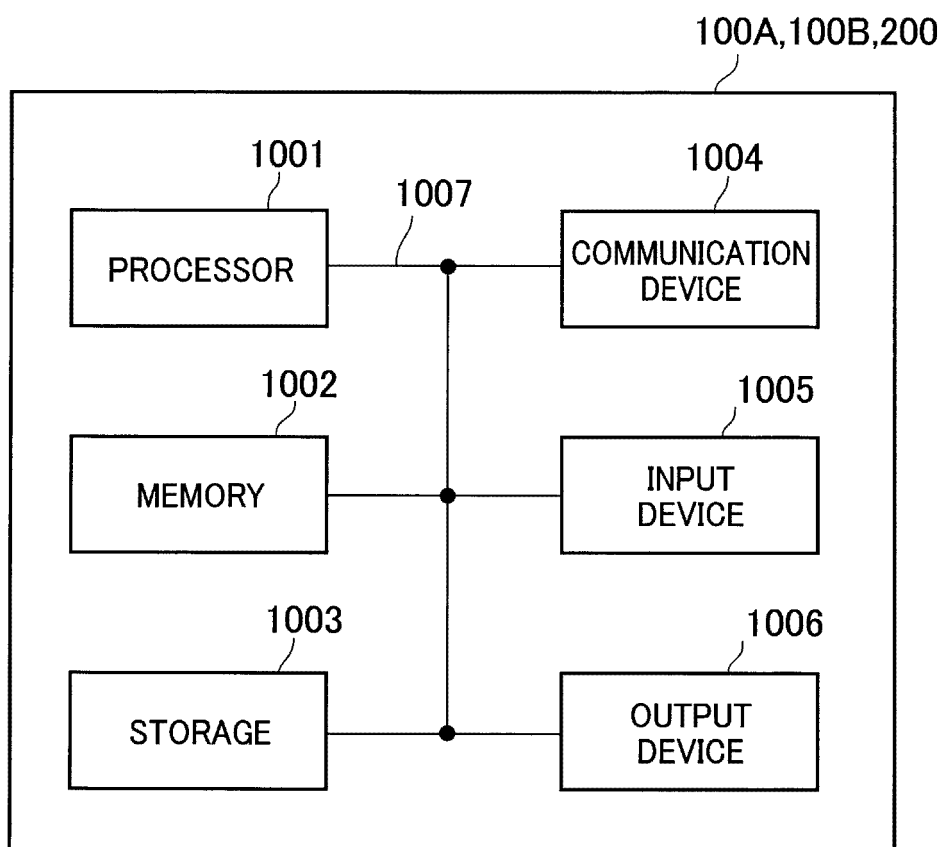 100A,100B,200
1001
1007
1004
PROCESSOR
COMMUNICATION
DEVICE
1002
1005
MEMORY
INPUT
DEVICE
1003
1006
STORAGE
OUTPUT
DEVICE